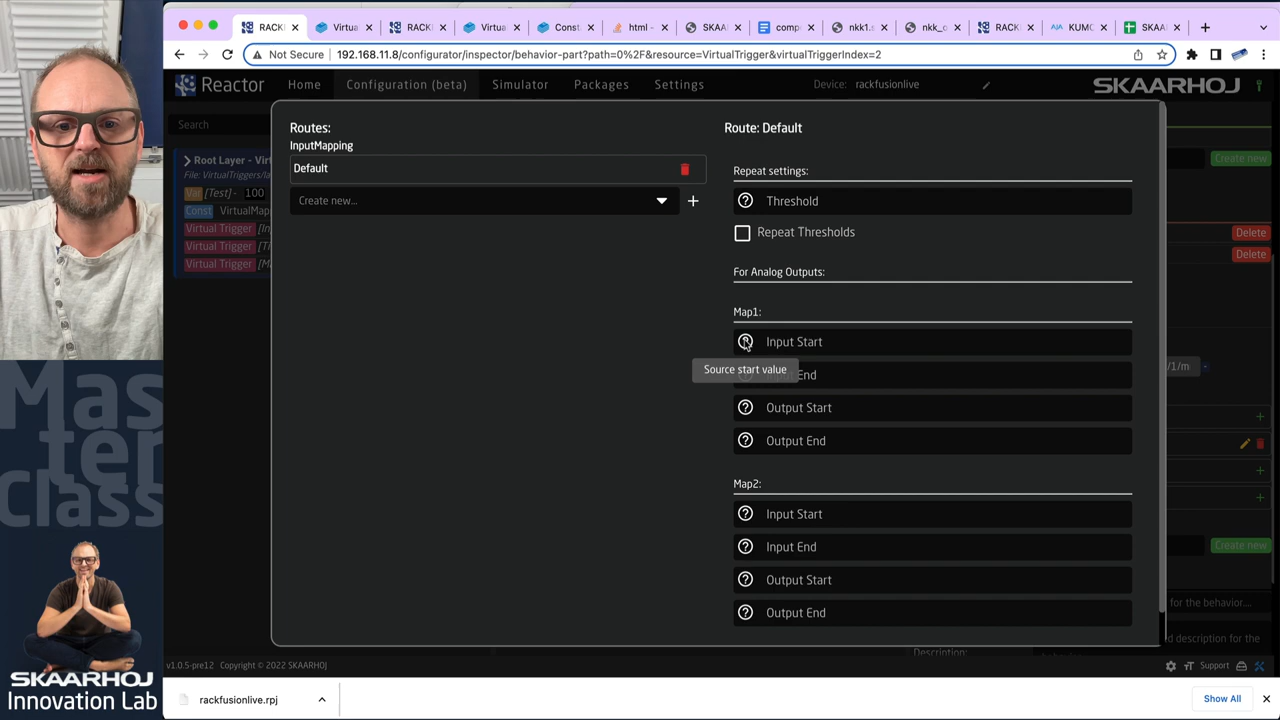 RACK
Virtua
RACK
Virtua
Const
html -
SKAA
comp
nkk1.s
nkk_c
RACK
KUMO
SKAA
Not Secure
192.168.11.8/configurator/inspector/behavior-part?path=0%2F&resource=VirtualTrigger&virtualTriggerIndex=2
Reactor
Home
Configuration (beta)
Simulator
Packages
Settings
Device: rackfusionlive
SKAARHOJ
Search
Root Layer - Virt
File: VirtualTriggers/la
Var [Test] - 100
Const VirtualMap
Virtual Trigger [In
Virtual Trigger [Ti
Virtual Trigger [M
Routes:
InputMapping
Default
Create new...
Route: Default
Repeat settings:
Threshold
Repeat Thresholds
For Analog Outputs:
Map1:
Input Start
Source start value
End
Output Start
Output End
Map2:
Input Start
Input End
Output Start
Output End
Create new
Delete
Delete
/1/m
Create new
for the behavior...
d description for the
Description:
v1.0.5-pre12 Copyright © 2022 SKAARHOJ
Support
rackfusionlive.rpj
Show All
Mas
ter
Class
SKAARHOJ
Innovation Lab